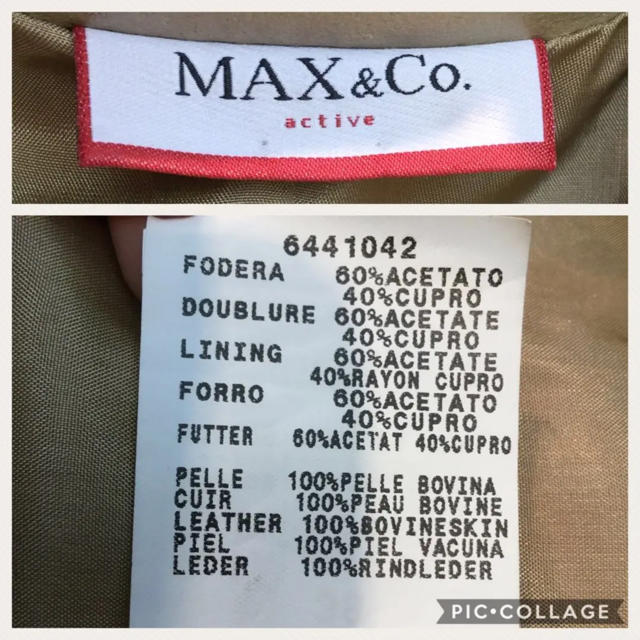 MAX&Co.
active
6441042
FODERA 60%ACETATO
40%CUPRO
DOUBLURE 60%ACETATE
40%CUPRO
LINING 60%ACETATE
40%RAYON CUPRO
FORRO 60%ACETATO
40%CUPRO
FUTTER 60%ACETAT 40%CUPRO
PELLE 100%PELLE BOVINA
CUIR 100%PEAU BOVINE
LEATHER 100%BOVINESKIN
PIEL 100%PIEL VACUNA
LEDER 100%RINDLEDER
PIC•COLLAGE